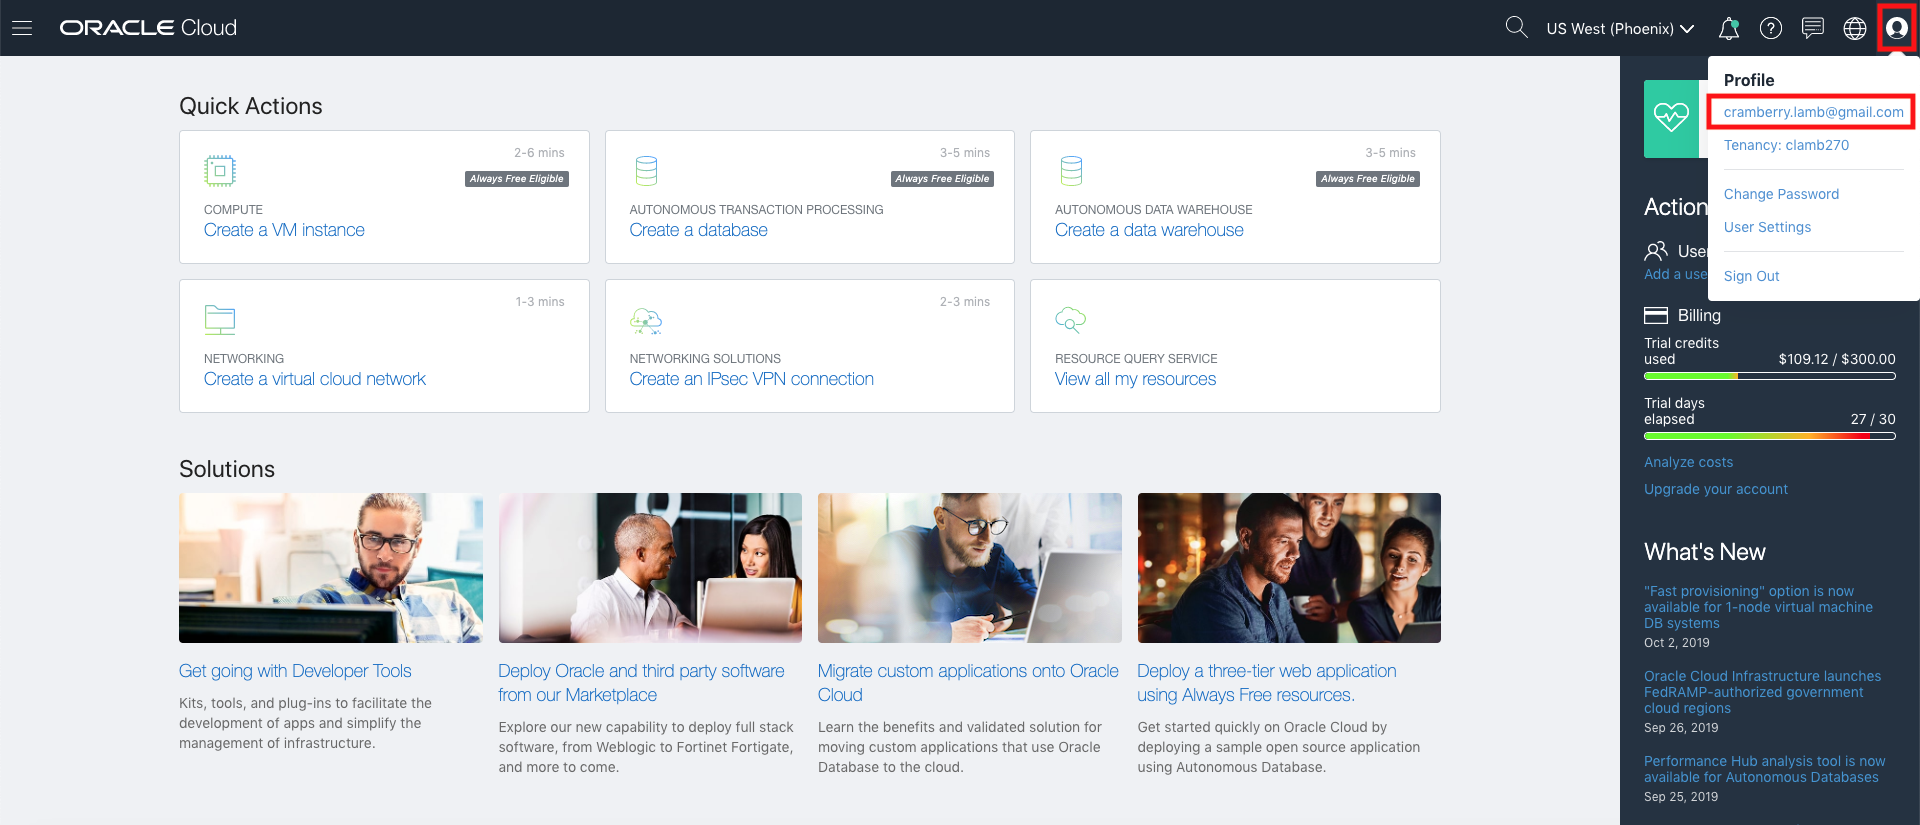 ORACLE Cloud
US West (Phoenix)
Quick Actions
2-6 mins
Always Free Eligible
COMPUTE
Create a VM instance
3-5 mins
Always Free Eligible
AUTONOMOUS TRANSACTION PROCESSING
Create a database
3-5 mins
Always Free Eligible
AUTONOMOUS DATA WAREHOUSE
Create a data warehouse
1-3 mins
NETWORKING
Create a virtual cloud network
2-3 mins
NETWORKING SOLUTIONS
Create an IPsec VPN connection
RESOURCE QUERY SERVICE
View all my resources
Solutions
Get going with Developer Tools
Kits, tools, and plug-ins to facilitate the
development of apps and simplify the
management of infrastructure.
Deploy Oracle and third party software
from our Marketplace
Explore our new capability to deploy full stack
software, from Weblogic to Fortinet Fortigate,
and more to come.
Migrate custom applications onto Oracle
Cloud
Learn the benefits and validated solution for
moving custom applications that use Oracle
Database to the cloud.
Deploy a three-tier web application
using Always Free resources.
Get started quickly on Oracle Cloud by
deploying a sample open source application
using Autonomous Database.
Profile
cramberry.lamb@gmail.com
Tenancy: clamb270
Change Password
User Settings
Sign Out
Action
User
Add a use
Billing
Trial credits
used $109.12 / $300.00
Trial days
elapsed 27 / 30
Analyze costs
Upgrade your account
What's New
"Fast provisioning" option is now
available for 1-node virtual machine
DB systems
Oct 2, 2019
Oracle Cloud Infrastructure launches
FedRAMP-authorized government
cloud regions
Sep 26, 2019
Performance Hub analysis tool is now
available for Autonomous Databases
Sep 25, 2019